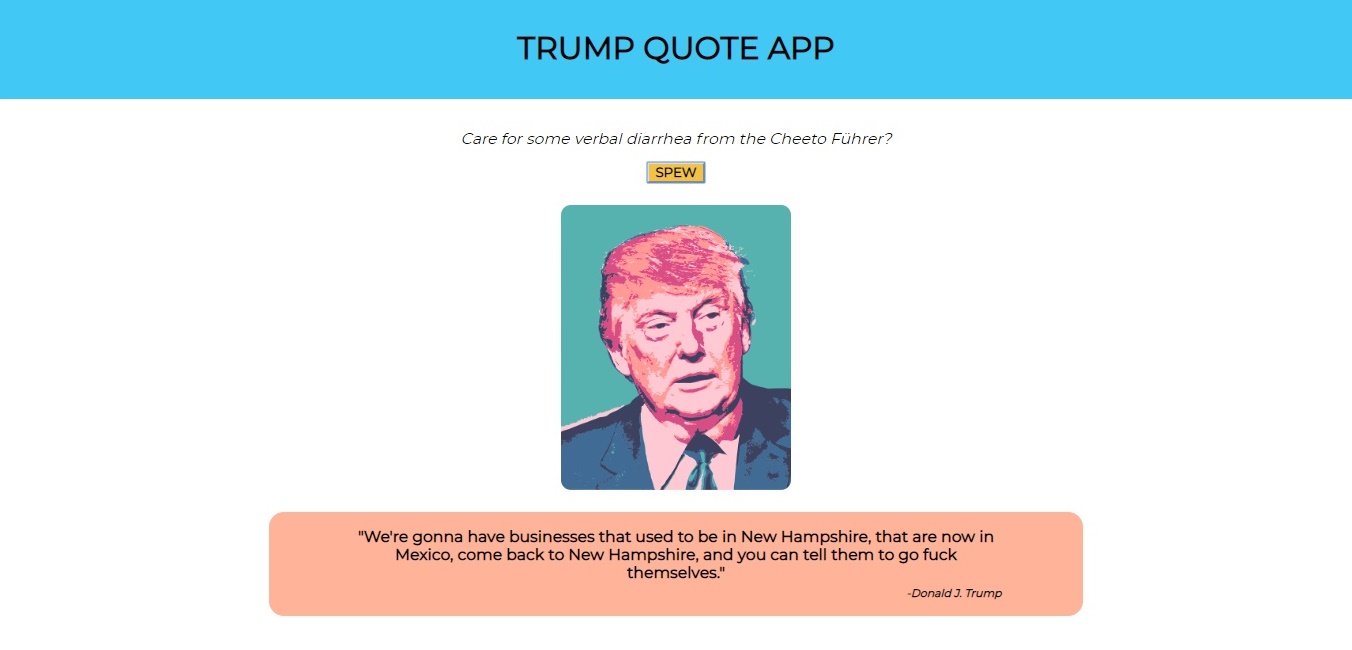 TRUMP QUOTE APP
Care for some verbal diarrhea from the Cheeto Führer?
SPEW
"We're gonna have businesses that used to be in New Hampshire, that are now in
Mexico, come back to New Hampshire, and you can tell them to go fuck
themselves."
-Donald J. Trump